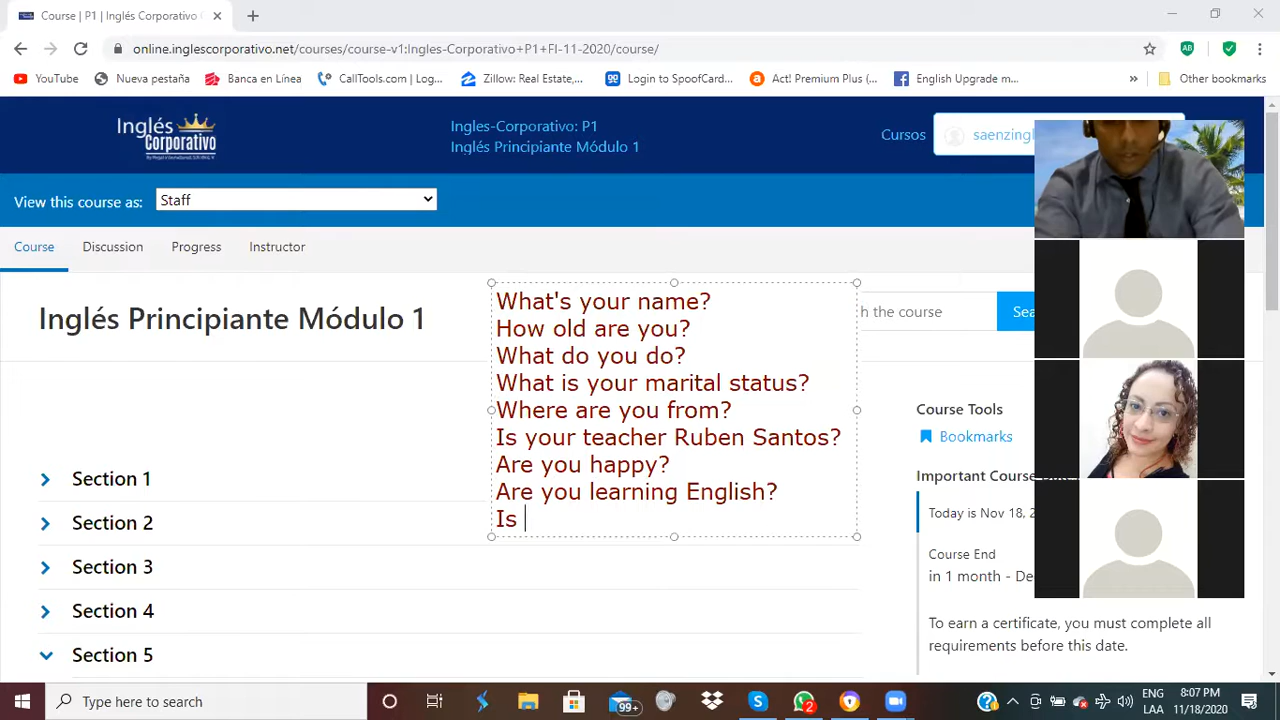 Course | P1 | Inglés Corporativo
online.inglescorporativo.net/courses/course-v1:Ingles-Corporativo+P1+FI-11-2020/course/
YouTube
Nueva pestaña
Banca en Línea
CallTools.com | Log...
Zillow: Real Estate,...
Login to SpoofCard...
Act! Premium Plus (...
English Upgrade m...
»
Other bookmarks
Inglés
Corporativo
Ingles-Corporativo: P1
Inglés Principiante Módulo 1
Cursos
saenzingl
View this course as:
Staff
Course
Discussion
Progress
Instructor
Inglés Principiante Módulo 1
h the course
Sea
What's your name?
How old are you?
What do you do?
What is your marital status?
Where are you from?
Is your teacher Ruben Santos?
Are you happy?
Are you learning English?
Is
Section 1
Section 2
Section 3
Section 4
Section 5
Course Tools
Bookmarks
Important Course
Today is Nov 18, 2
Course End
in 1 month - De
To earn a certificate, you must complete all
requirements before this date.
Type here to search
99+
2
ENG
LAA
8:07 PM
11/18/2020